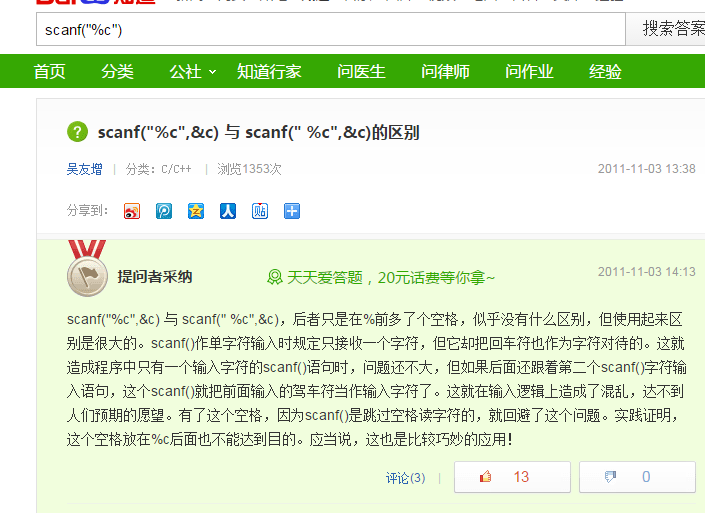 scanf("%c")
搜索答案
首页 分类 公社 知道行家 问医生 问律师 问作业 经验
scanf("%c",&c) 与 scanf(" %c",&c)的区别
吴友增 | 分类：C/C++ | 浏览1353次 2011-11-03 13:38
分享到：
提问者采纳 天天爱答题，20元话费等你拿~ 2011-11-03 14:13
scanf("%c",&c) 与 scanf(" %c",&c)，后者只是在%前多了个空格，似乎没有什么区别，但使用起来区
别是很大的。scanf()作单字符输入时规定只接收一个字符，但它却把回车符也作为字符对待的。这就
造成程序中只有一个输入字符的scanf()语句时，问题还不大，但如果后面还跟着第二个scanf()字符输
入语句，这个scanf()就把前面输入的驾车符当作输入字符了。这就在输入逻辑上造成了混乱，达不到
人们预期的愿望。有了这个空格，因为scanf()是跳过空格读字符的，就回避了这个问题。实践证明，
这个空格放在%c后面也不能达到目的。应当说，这也是比较巧妙的应用！
评论(3) | 13 0